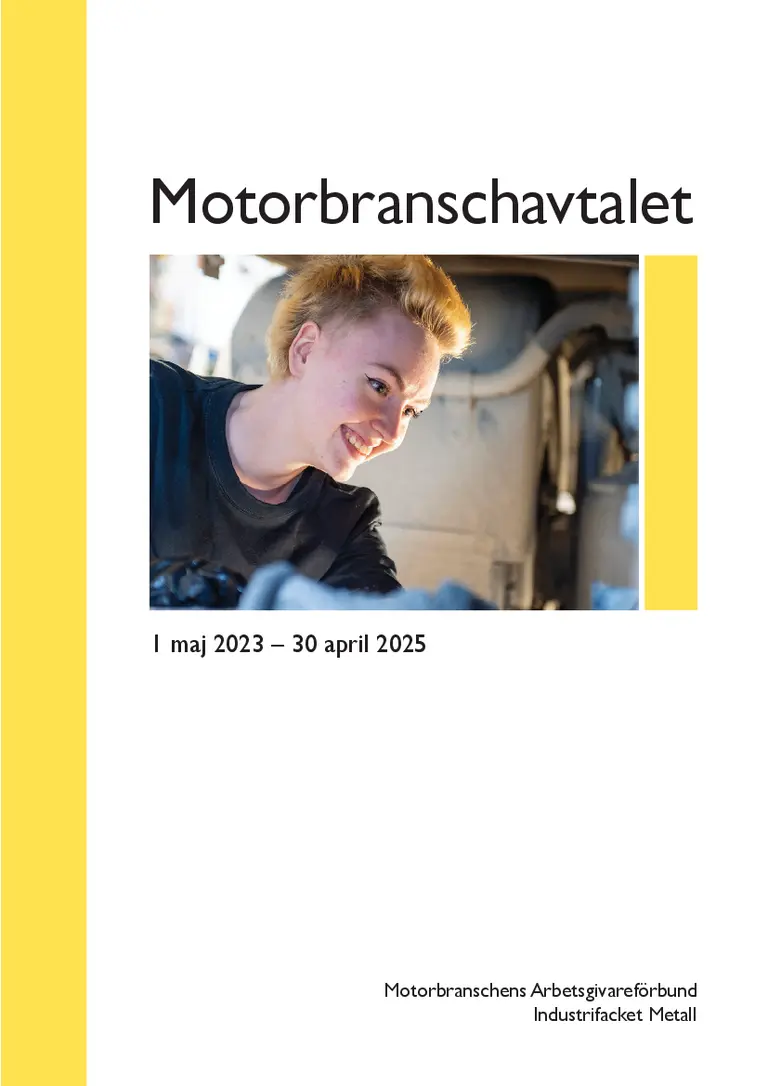 Motorbranschavtalet
1 maj 2023 – 30 april 2025
Motorbranschens Arbetsgivareförbund
Industrifacket Metall